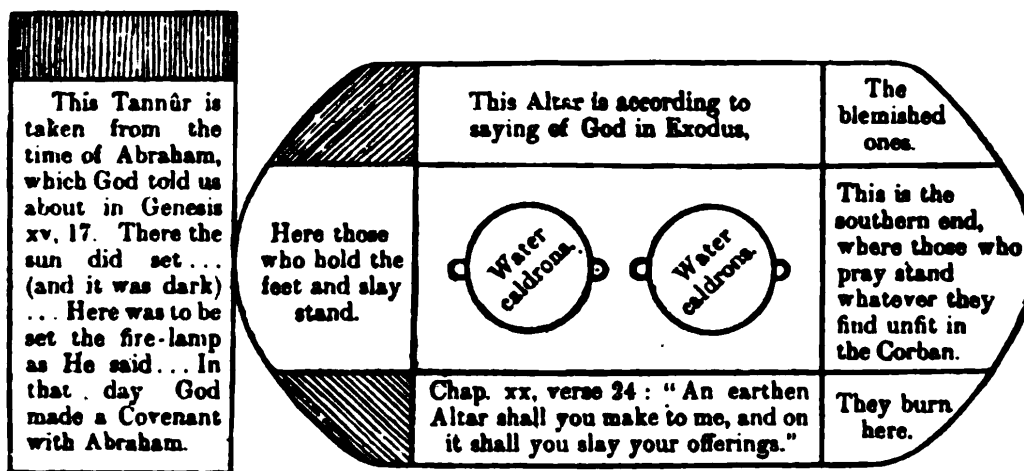 This Tannûr is
taken from the
time of Abraham,
which God told us
about in Genesis
xv, 17. There the
sun did set ...
(and it was dark)
... Here was to be
set the fire-lamp
as He said ... In
that day God
made a Covenant
with Abraham.
Here those
who hold the
feet and slay
stand.
This Altar is according to
saying of God in Exodus,
Water
caldrons.
Water
caldrons.
Chap. xx, verse 24 : “ An earthen
Altar shall you make to me, and on
it shall you slay your offerings.”
The
blemished
ones.
This is the
southern end,
where those who
pray stand
whatever they
find unfit in
the Corban.
They burn
here.